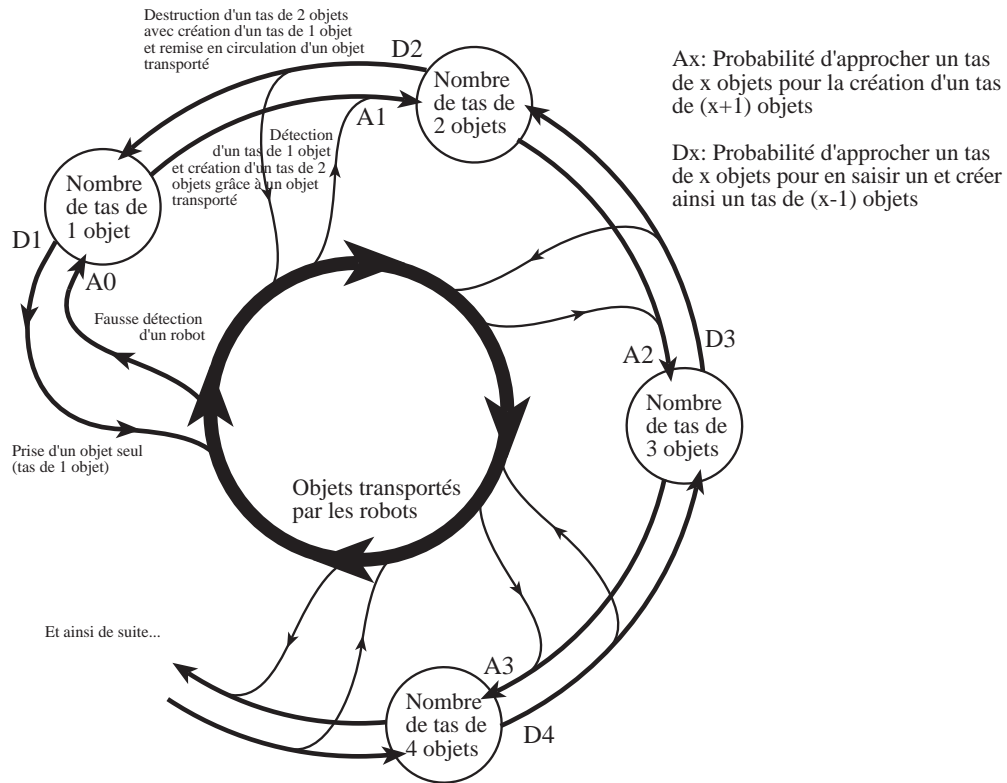 Destruction d'un tas de 2 objets
avec création d'un tas de 1 objet
et remise en circulation d'un objet
transporté
D2
Nombre
de tas de
2 objets
Ax: Probabilité d'approcher un tas
de x objets pour la création d'un tas
de (x+1) objets
Dx: Probabilité d'approcher un tas
de x objets pour en saisir un et créer
ainsi un tas de (x-1) objets
A1
Détection
d'un tas de 1 objet
et création d'un tas de 2
objets grâce à un objet
transporté
Nombre
de tas de
1 objet
D1
A0
Fausse détection
d'un robot
A2
D3
Nombre
de tas de
3 objets
Prise d'un objet seul
(tas de 1 objet)
Objets transportés
par les robots
Et ainsi de suite...
A3
Nombre
de tas de
4 objets
D4